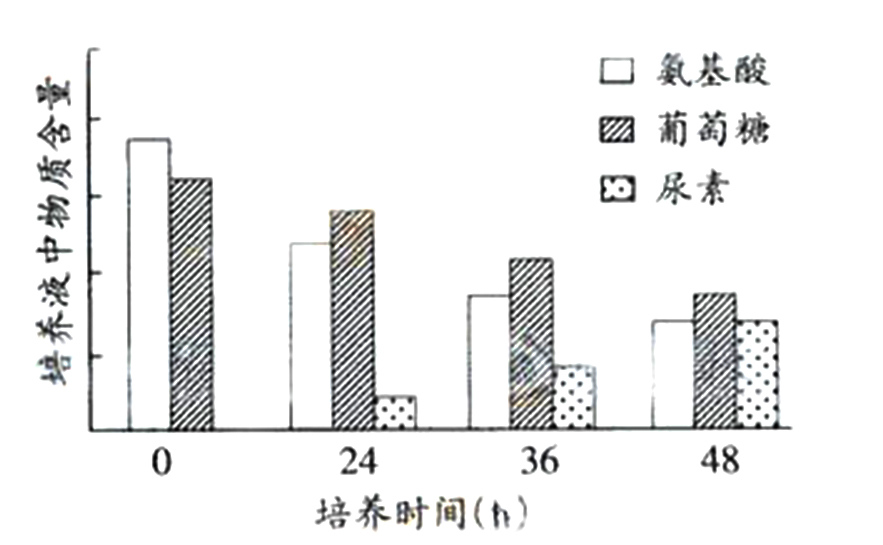 氨基酸
葡萄糖
尿素
培养液中物质含量
0 24 36 48
培养时间(h)